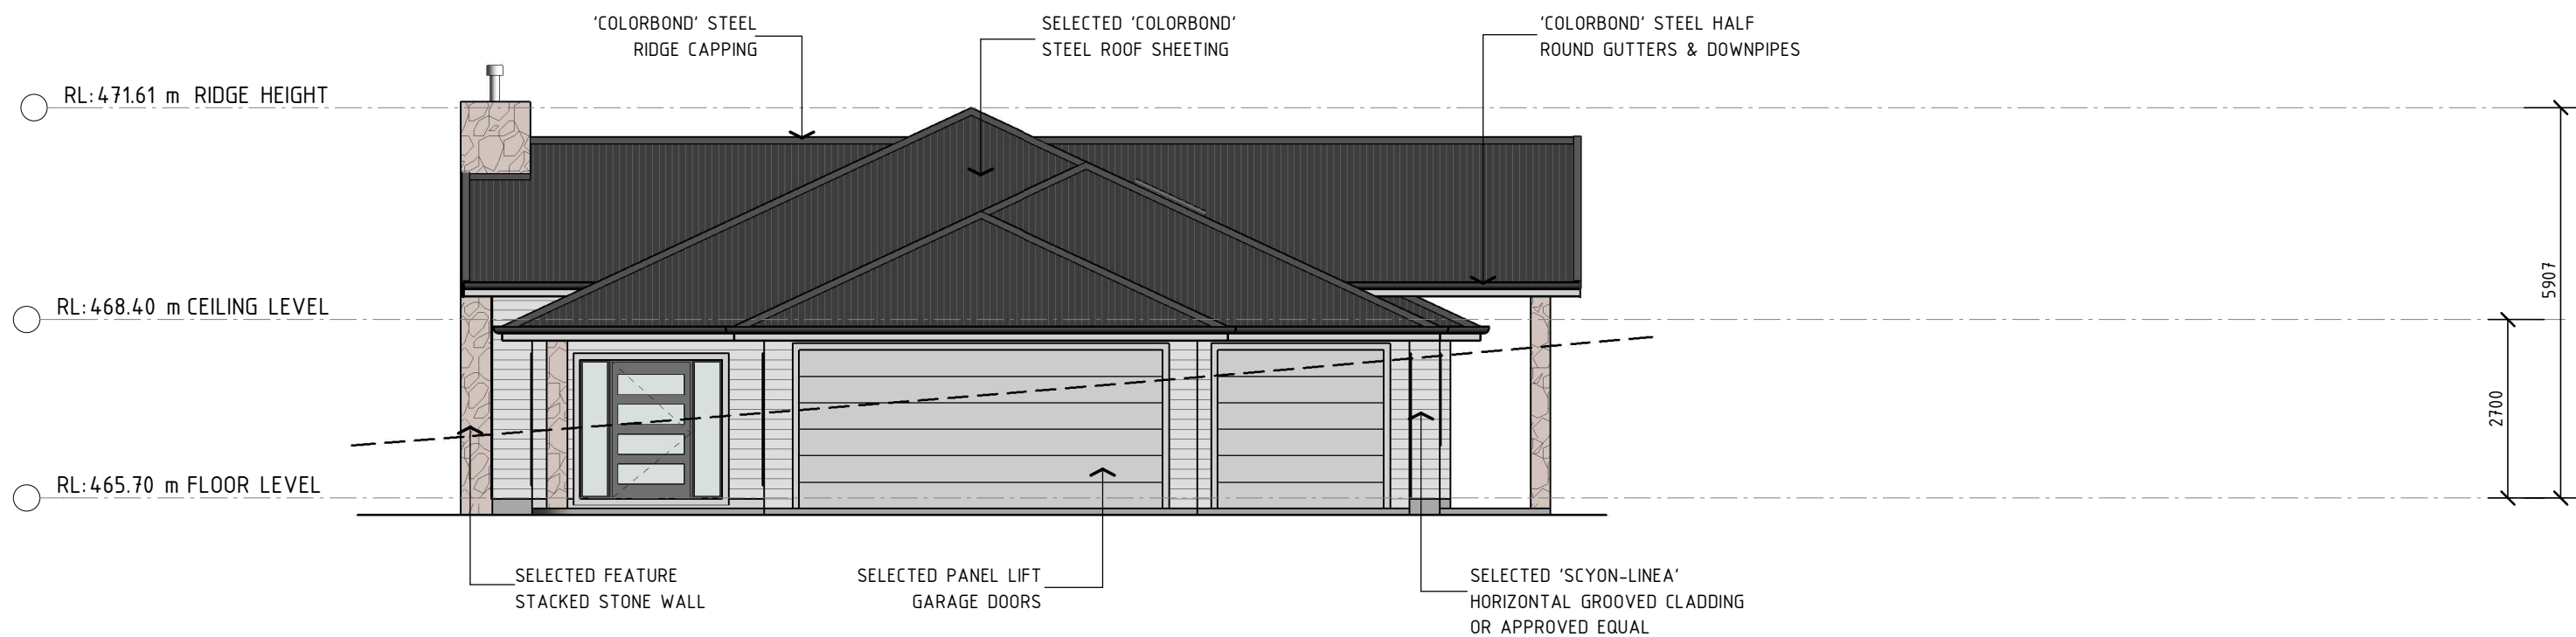 'COLORBOND' STEEL
RIDGE CAPPING
SELECTED 'COLORBOND'
STEEL ROOF SHEETING
'COLORBOND' STEEL HALF
ROUND GUTTERS & DOWNPIPES
RL:471.61 m RIDGE HEIGHT
RL:468.40 m CEILING LEVEL
RL:465.70 m FLOOR LEVEL
5907
2700
SELECTED FEATURE
STACKED STONE WALL
SELECTED PANEL LIFT
GARAGE DOORS
SELECTED 'SCYON-LINEA'
HORIZONTAL GROOVED CLADDING
OR APPROVED EQUAL